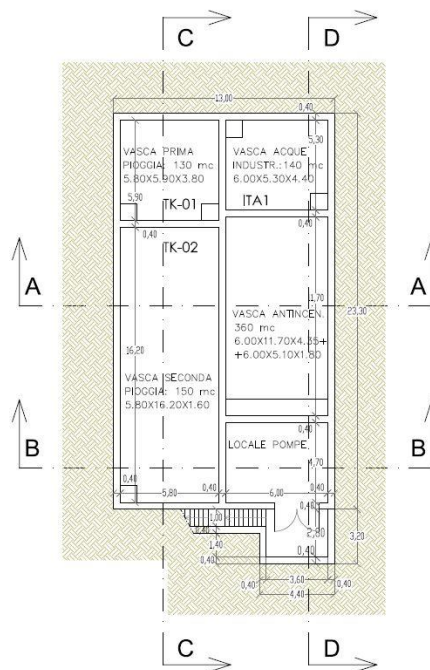 C
D
13,00
0,40
5,30
VASCA PRIMA
PIOGGIA: 130 mc
5.80X5.90X3.80
VASCA ACQUE
INDUSTR.:140 mc
6.00X5.30X4.40
5,90
TK-01
ITA1
0,40
0,40
TK-02
A
A
11,70
23,30
VASCA ANTINCEN.
360 mc
6.00X11.70X4.35+
+6.00X5.10X1.80
16,20
VASCA SECONDA
PIOGGIA: 150 mc
5.80X16.20X1.60
0,40
B
B
LOCALE POMPE
4,70
0,40
0,40
5,80
0,40
6,00
0,40
1,00
0,40
1,40
0,40
2,80
0,40
3,20
0,40
3,60
0,40
4,40
C
D